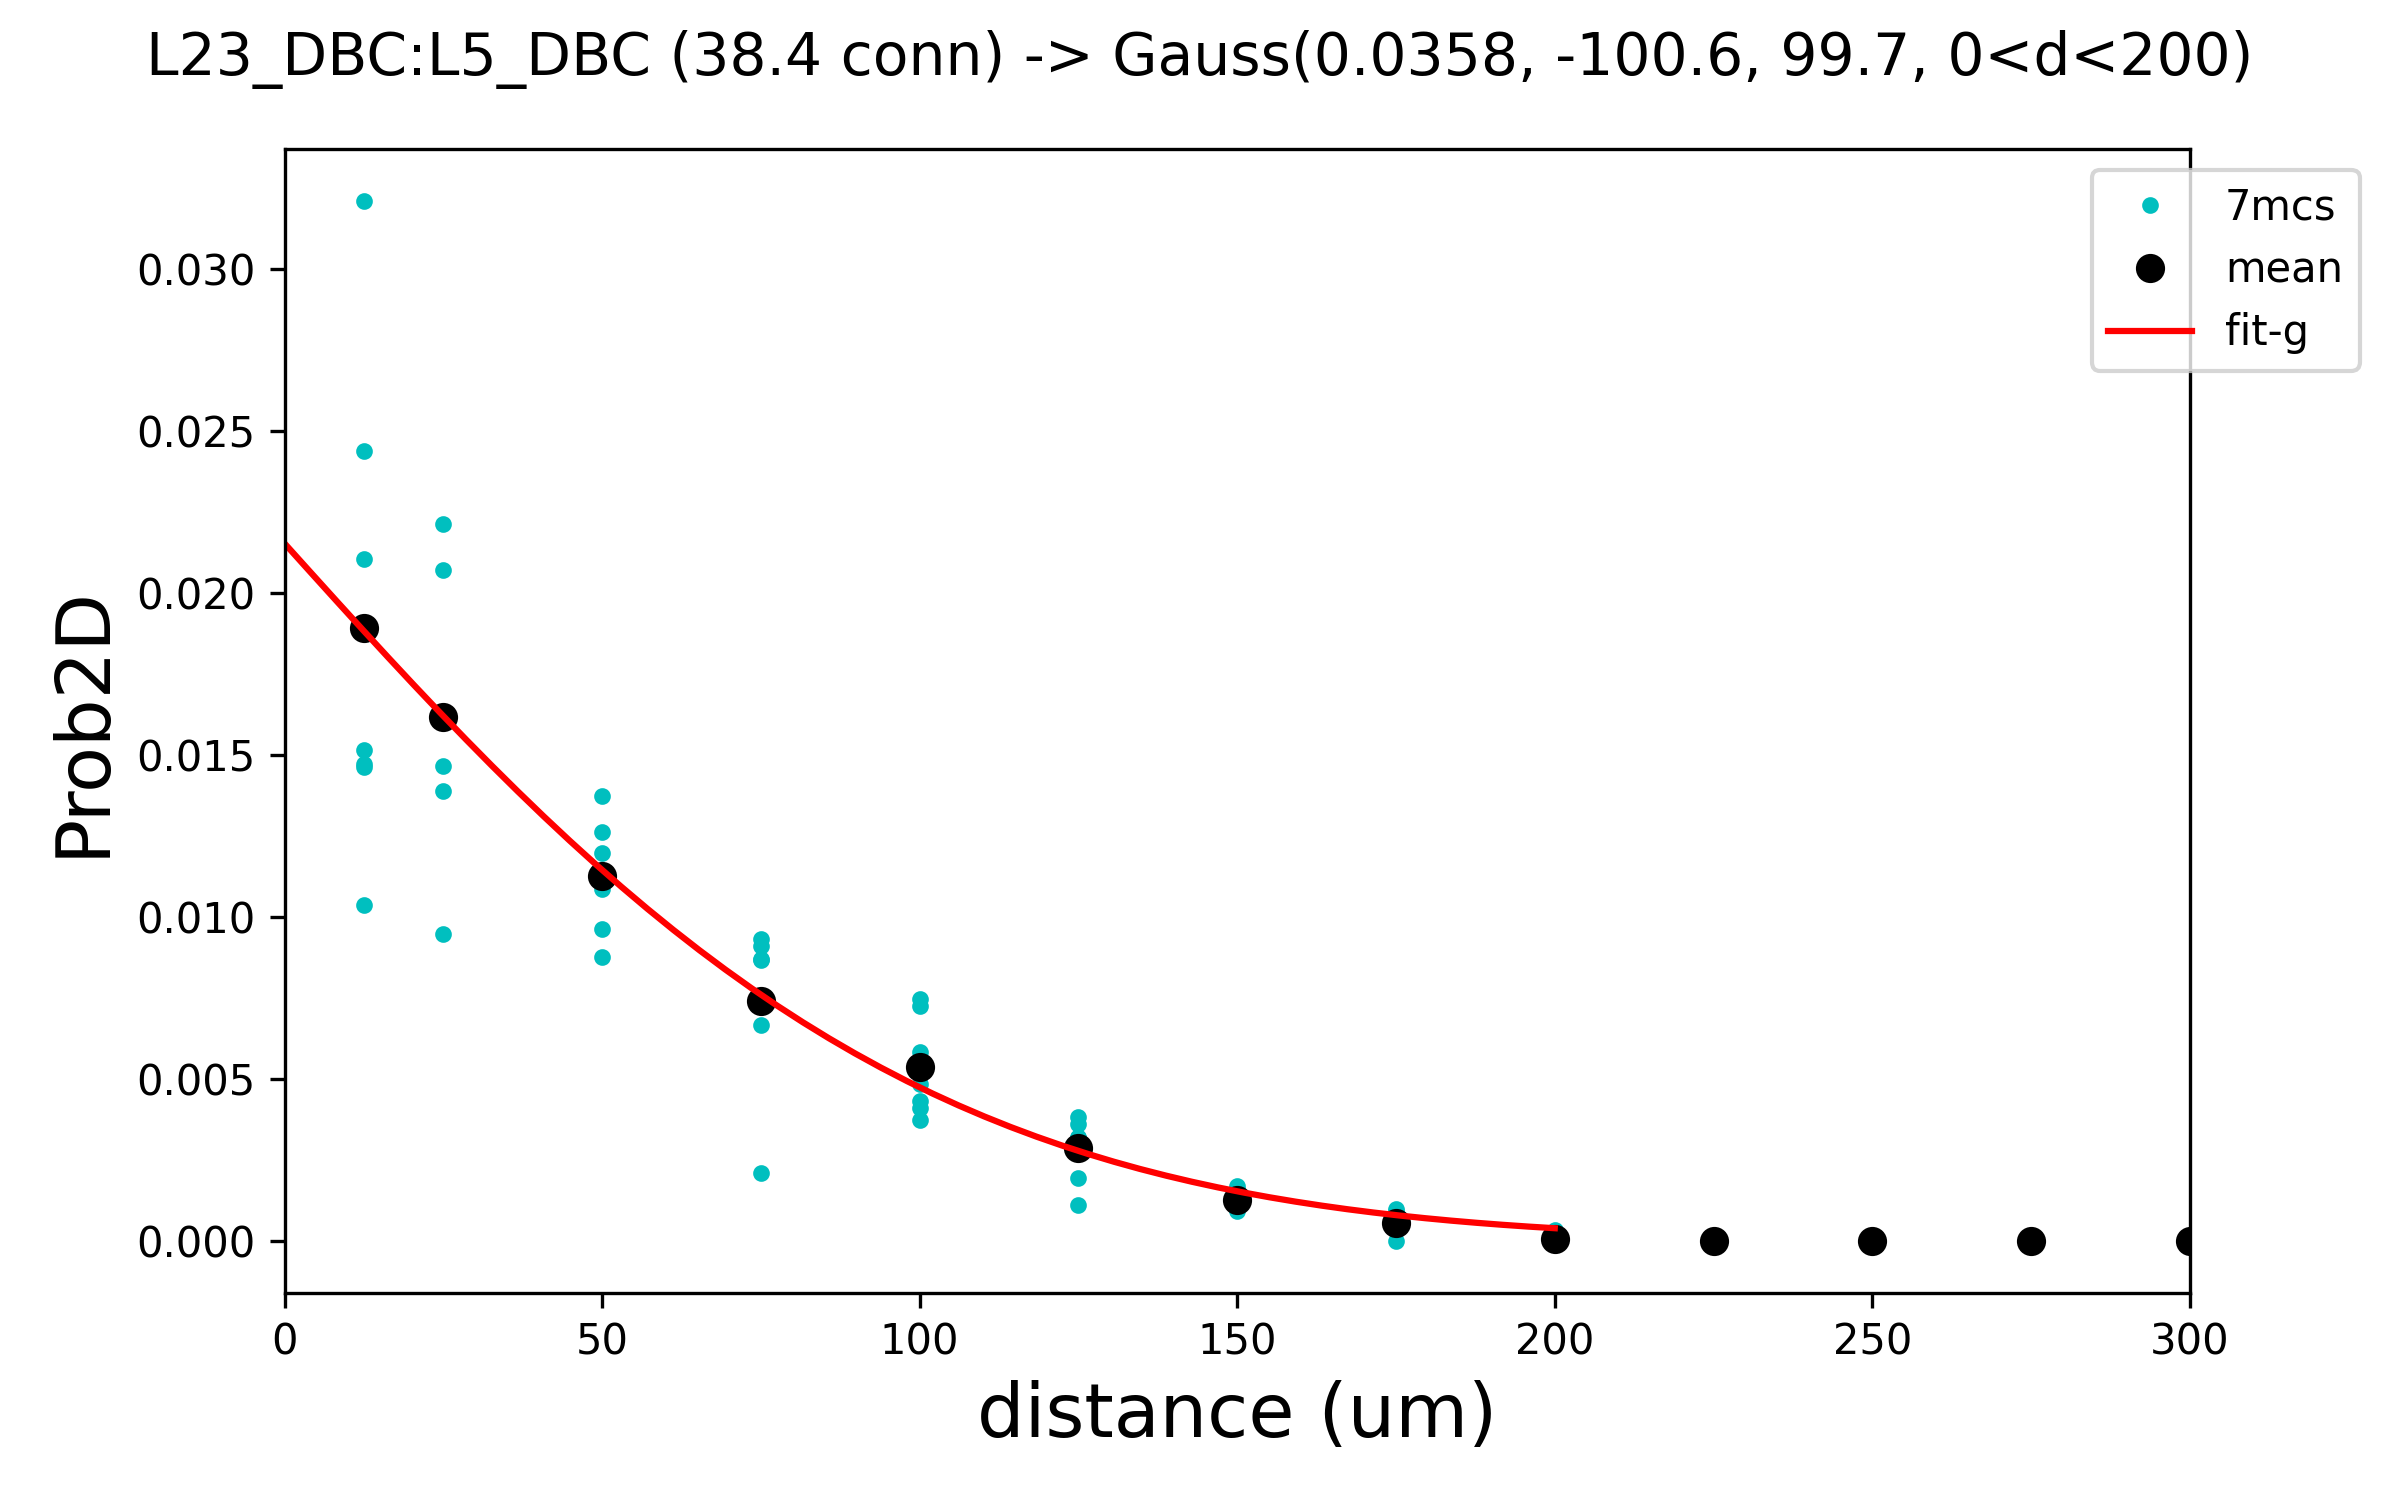 L23_DBC:L5_DBC (38.4 conn) -> Gauss(0.0358, -100.6, 99.7, 0<d<200)
7mcs
mean
fit-g
0.030
0.025
0.020
0.015
0.010
0.005
0.000
Prob2D
0 50 100 150 200 250 300
distance (um)